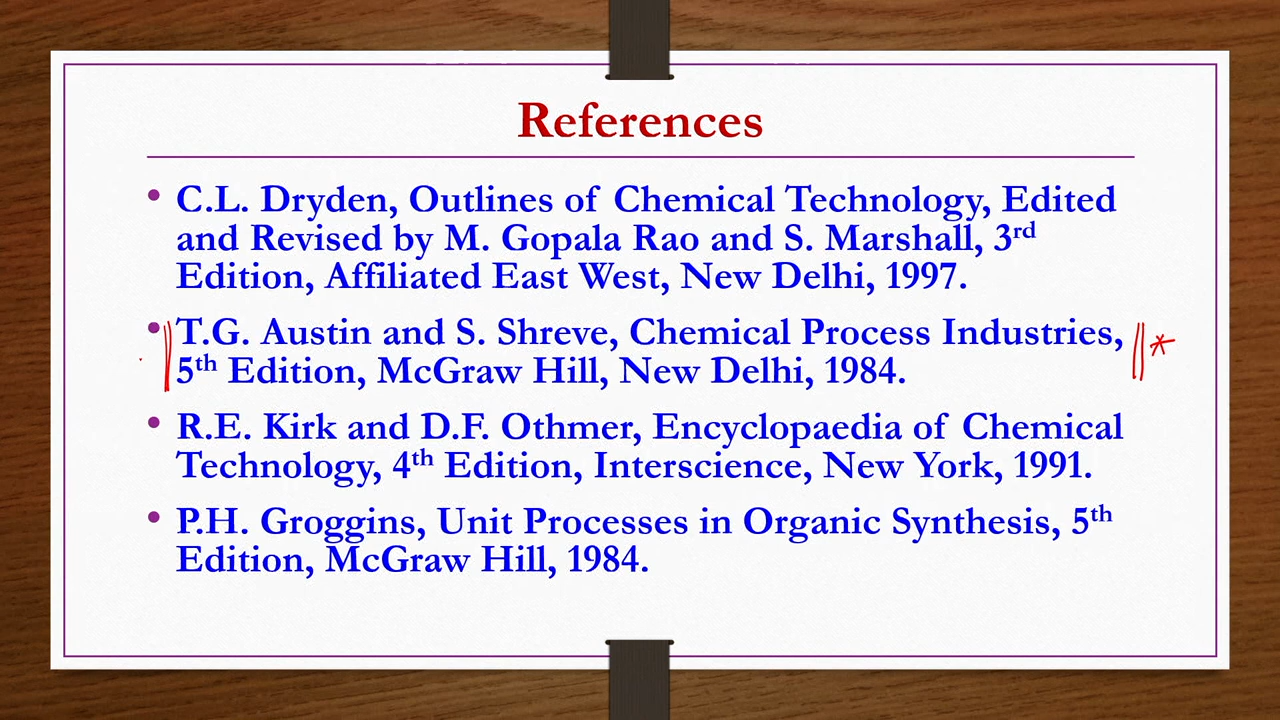 References
• C.L. Dryden, Outlines of Chemical Technology, Edited
and Revised by M. Gopala Rao and S. Marshall, 3rd
Edition, Affiliated East West, New Delhi, 1997.
• T.G. Austin and S. Shreve, Chemical Process Industries, *
5th Edition, McGraw Hill, New Delhi, 1984.
• R.E. Kirk and D.F. Othmer, Encyclopaedia of Chemical
Technology, 4th Edition, Interscience, New York, 1991.
• P.H. Groggins, Unit Processes in Organic Synthesis, 5th
Edition, McGraw Hill, 1984.